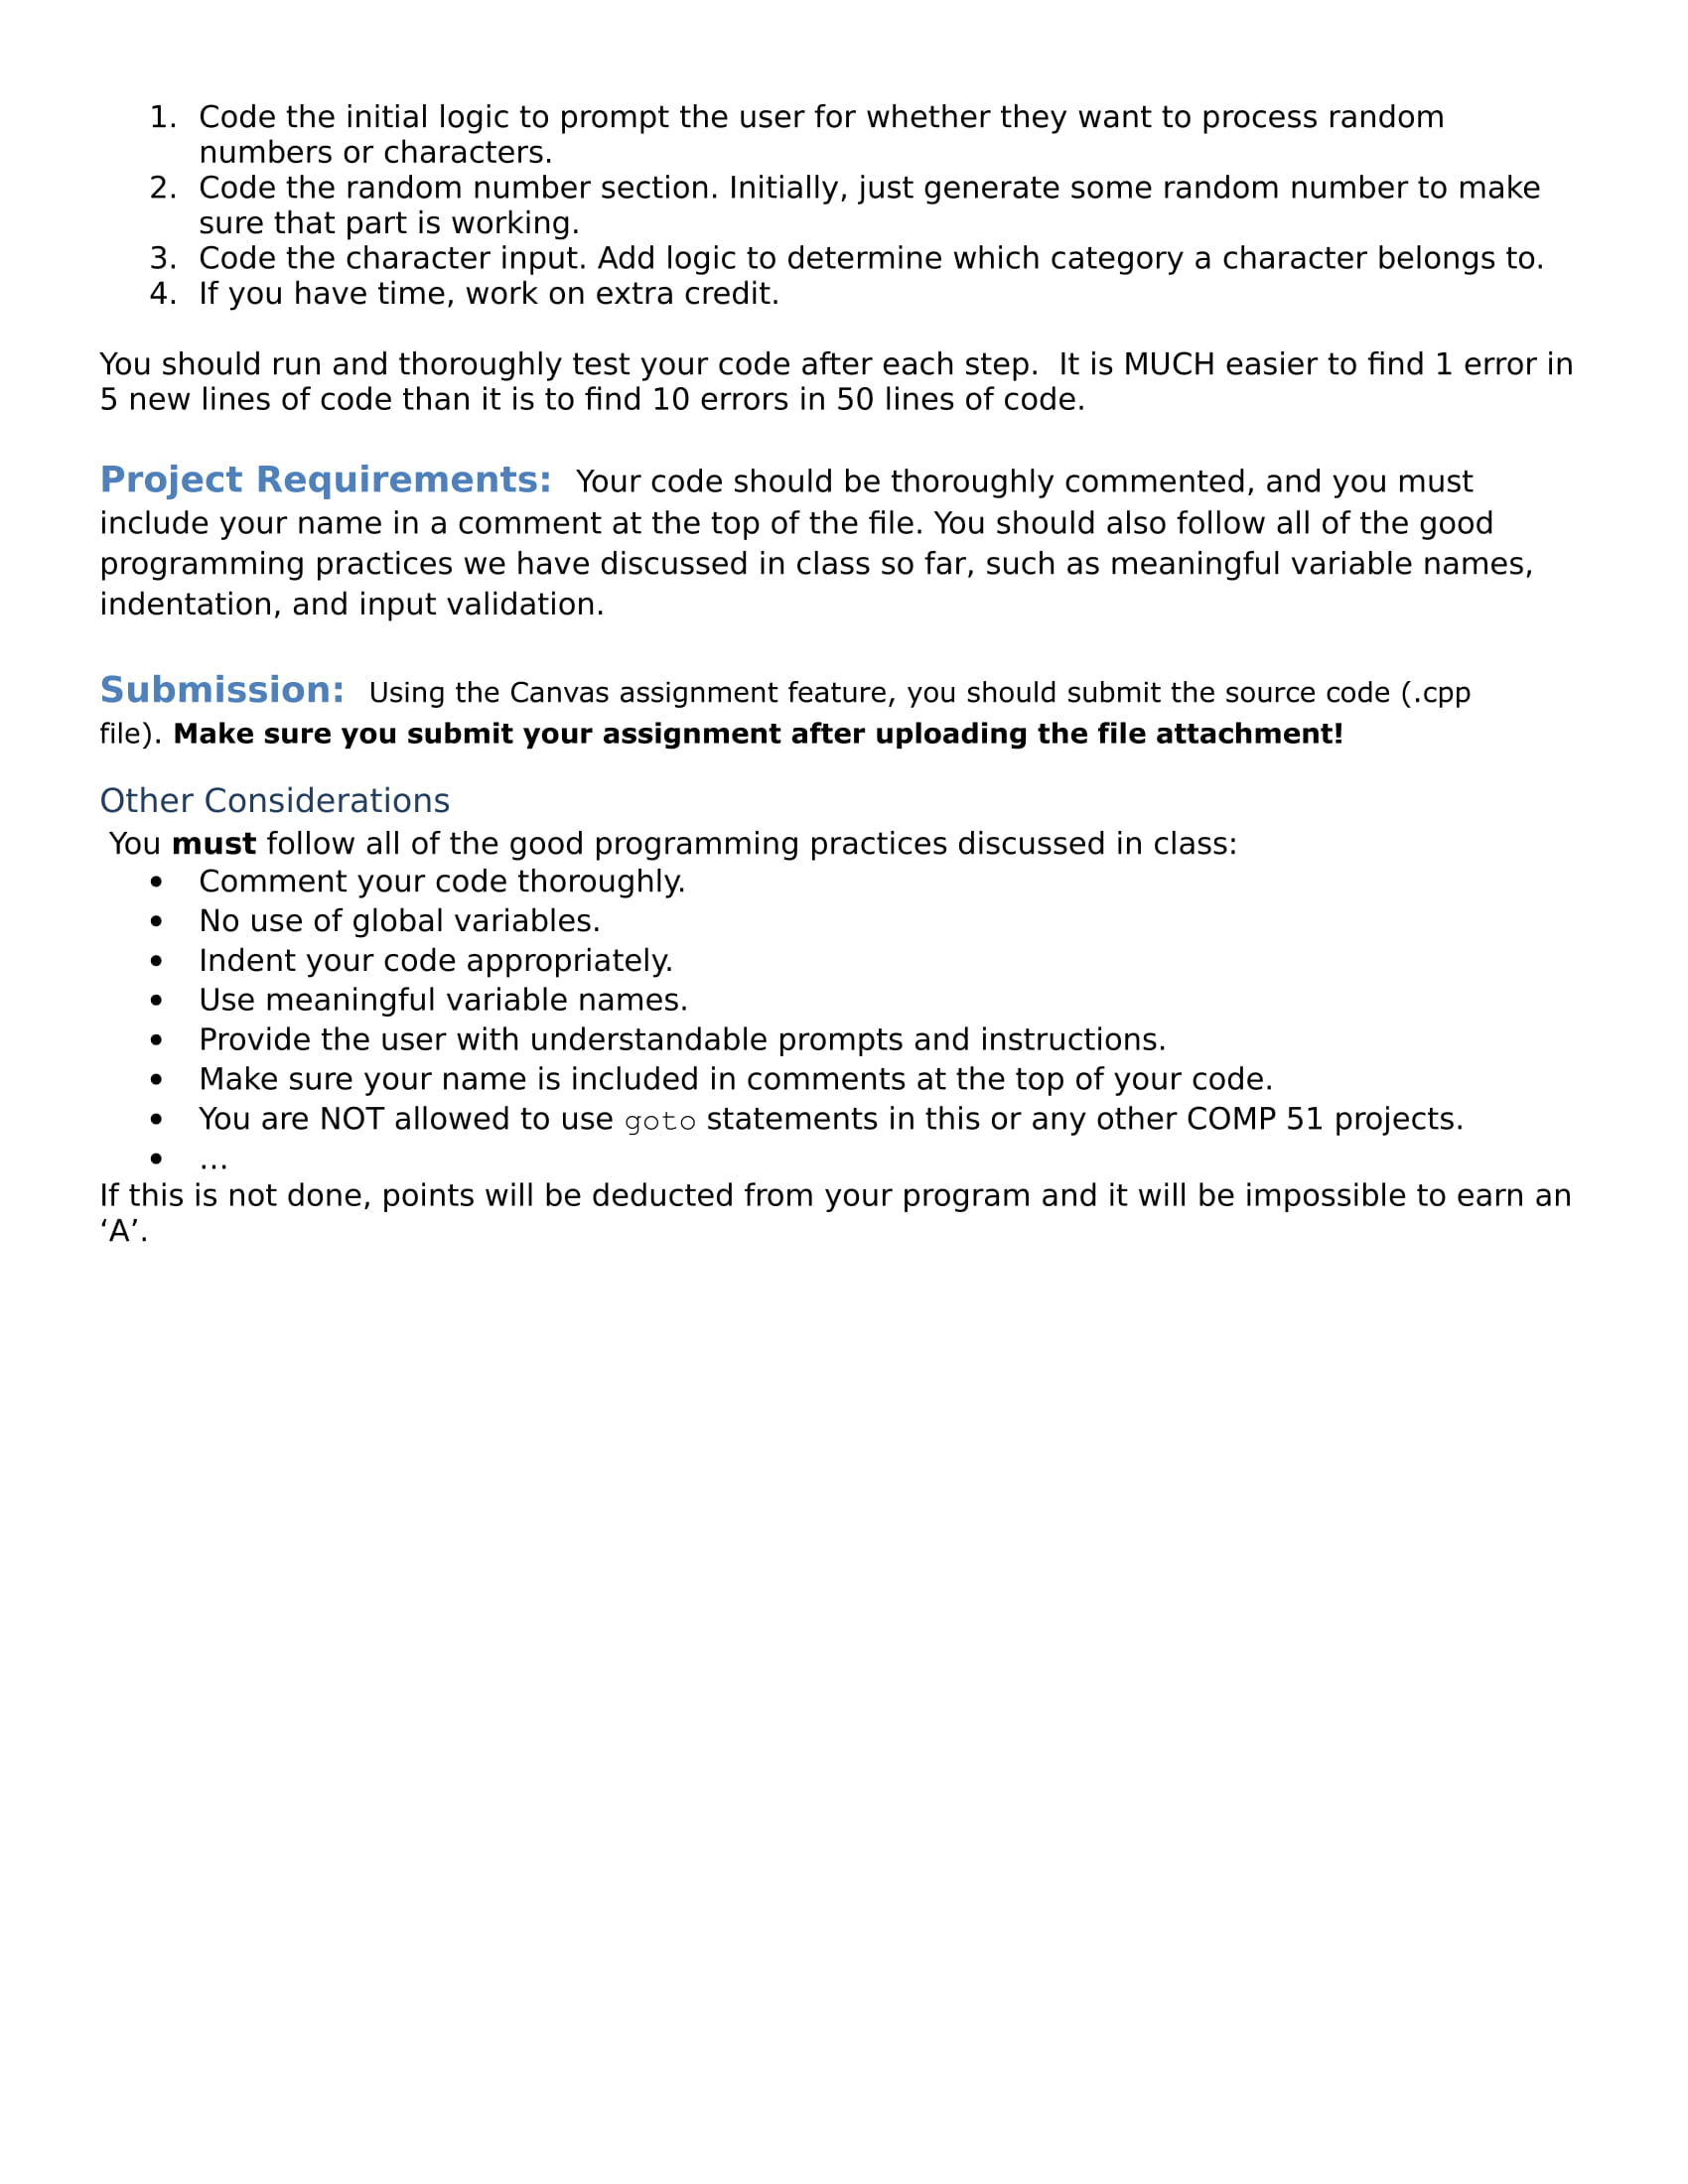 1. Code the initial logic to prompt the user for whether they want to process random
numbers or characters.
2. Code the random number section. Initially, just generate some random number to make
sure that part is working.
3. Code the character input. Add logic to determine which category a character belongs to.
4. If you have time, work on extra credit.
You should run and thoroughly test your code after each step.  It is MUCH easier to find 1 error in
5 new lines of code than it is to find 10 errors in 50 lines of code.
Project Requirements:  Your code should be thoroughly commented, and you must
include your name in a comment at the top of the file. You should also follow all of the good
programming practices we have discussed in class so far, such as meaningful variable names,
indentation, and input validation.
Submission:  Using the Canvas assignment feature, you should submit the source code (.cpp
file). Make sure you submit your assignment after uploading the file attachment!
Other Considerations
You must follow all of the good programming practices discussed in class:
• Comment your code thoroughly.
• No use of global variables.
• Indent your code appropriately.
• Use meaningful variable names.
• Provide the user with understandable prompts and instructions.
• Make sure your name is included in comments at the top of your code.
• You are NOT allowed to use goto statements in this or any other COMP 51 projects.
• …
If this is not done, points will be deducted from your program and it will be impossible to earn an
‘A’.